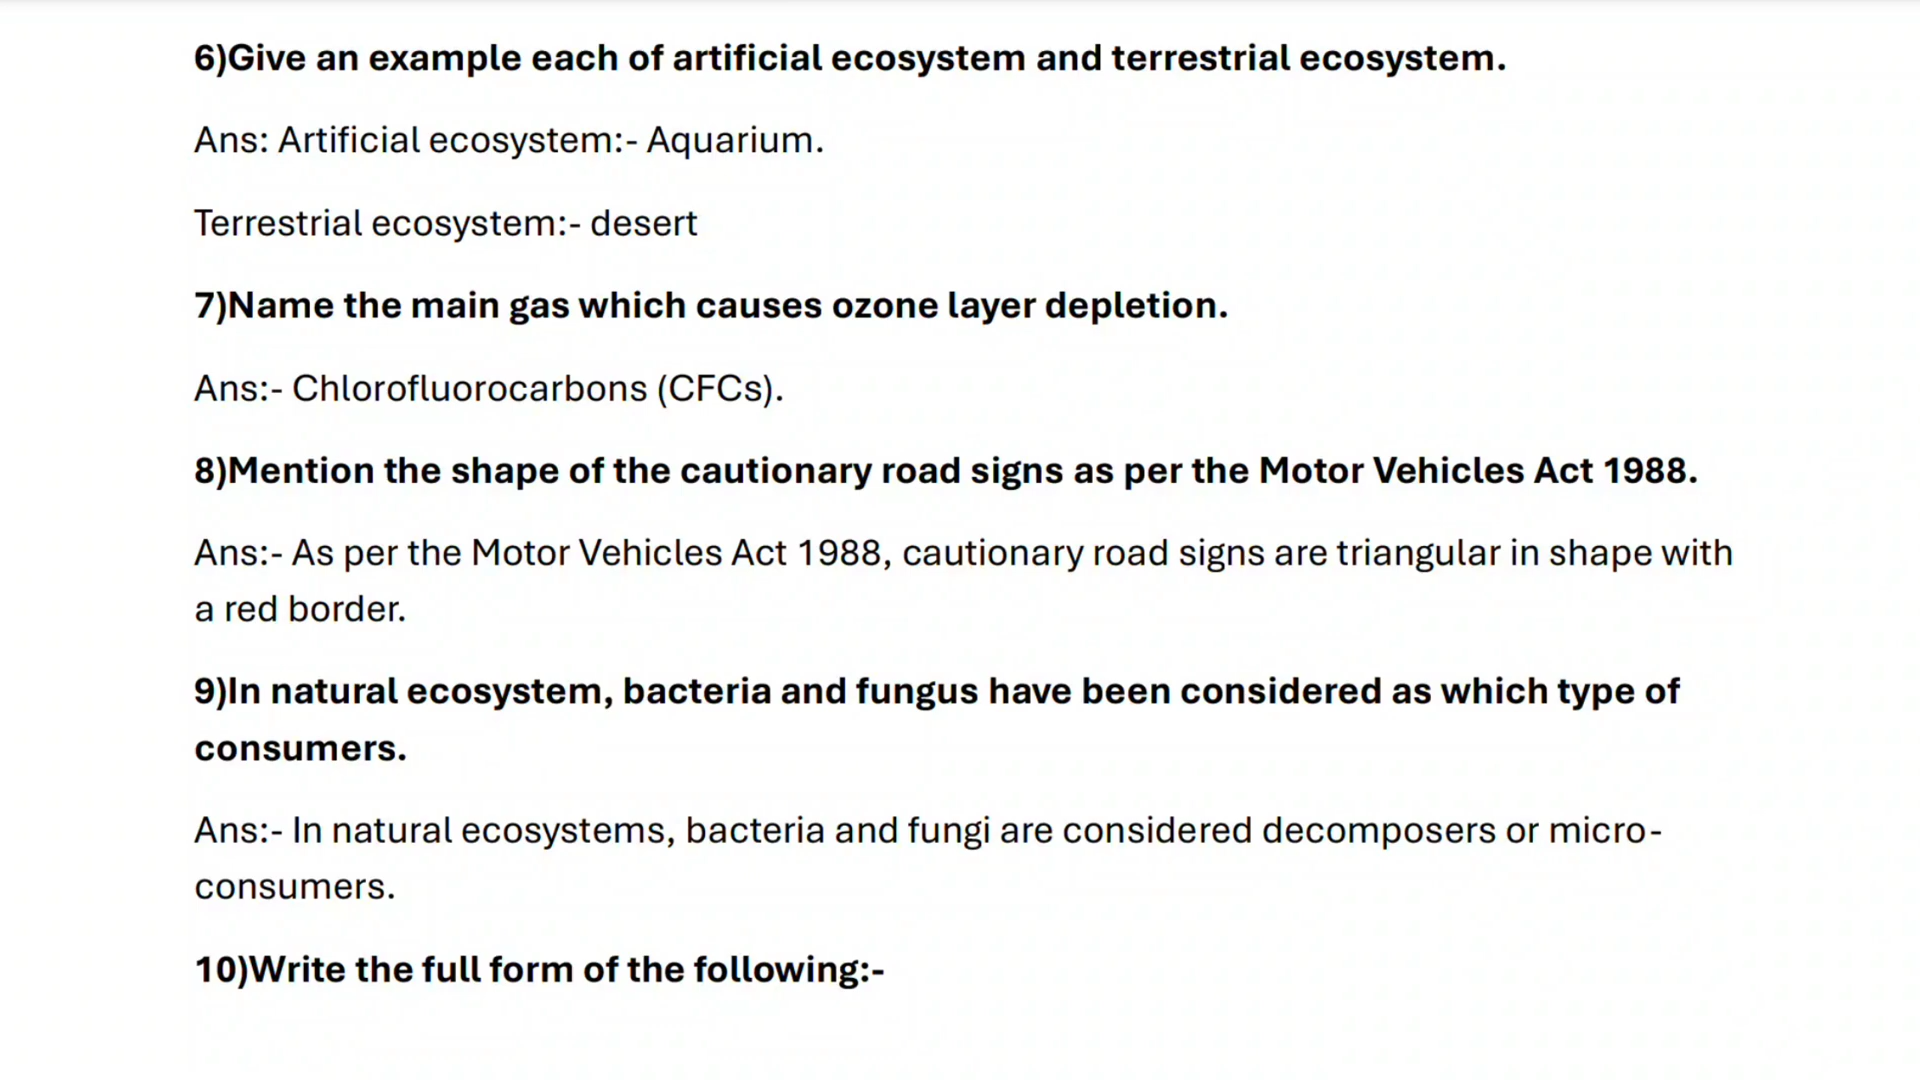 6)Give an example each of artificial ecosystem and terrestrial ecosystem.
Ans: Artificial ecosystem:- Aquarium.
Terrestrial ecosystem:- desert
7)Name the main gas which causes ozone layer depletion.
Ans:- Chlorofluorocarbons (CFCs).
8)Mention the shape of the cautionary road signs as per the Motor Vehicles Act 1988.
Ans:- As per the Motor Vehicles Act 1988, cautionary road signs are triangular in shape with
a red border.
9)In natural ecosystem, bacteria and fungus have been considered as which type of
consumers.
Ans:- In natural ecosystems, bacteria and fungi are considered decomposers or micro-
consumers.
10)Write the full form of the following:-